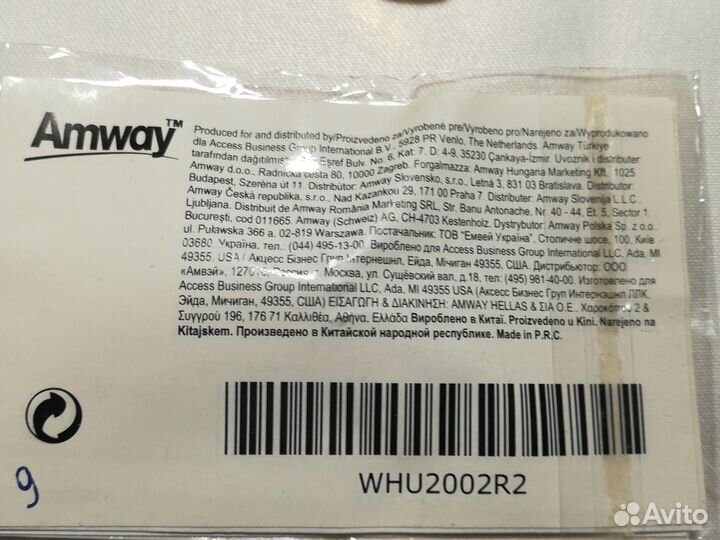 Amway™
Produced for and distributed by/Proizvedeno za/Vyrobené pre/Vyrobeno pro/Narejeno za/Wyprodukowano
dla Access Business Group International B.V., 5928 PR Venlo, The Netherlands. Amway Türkiye
tarafından dağıtılmıştır. Eşref Bulv. No. 6, Kat: 7, D: 4-9, 35230 Çankaya-İzmir. Uvoznik i distributer:
Amway d.o.o., Radnička cesta 80, 10000 Zagreb. Forgalmazza: Amway Hungaria Marketing Kft. 1025
Budapest, Szeréna út 11. Distribútor: Amway Slovensko, s.r.o., Letná 3, 831 03 Bratislava. Distributor:
Amway Česká republika, s.r.o., Nad Kazankou 29, 171 00 Praha 7. Distributer: Amway Slovenija L.L.C.,
Ljubljana. Distribuit de Amway România Marketing SRL, Str. Banu Antonache, Nr. 40 - 44, Et. 5, Sector 1,
Bucureşti, cod 011665. Amway (Schweiz) AG, CH-4703 Kestenholz. Dystrybutor: Amway Polska Sp. z o.o.,
ul. Puławska 366 a, 02-819 Warszawa. Постачальник: ТОВ "Емвей Україна", Столичне шосе, 100, Київ
03680, Україна, тел.: (044) 495-13-00. Вироблено для Access Business Group International LLC, Ada, MI
49355, USA / Акцесс Бізнес Груп Інтернешнл, Ейда, Мічиган 49355, США. Дистрибьютор: ООО
«Амвэй», Россия, г. Москва, ул. Сущёвский вал, д.18, тел: (495) 981-40-00. Изготовлено для
Access Business Group International LLC, Ada, MI 49355, USA (Аксесс Бизнес Груп Интернэшнл ЛЛК,
Эйда, Мичиган, 49355, США) ΕΙΣΑΓΩΓΗ & ΔΙΑΚΙΝΗΣΗ: AMWAY HELLAS & ΣΙΑ Ο.Ε., Χαροκόπου 2 &
Συγγρού 196, 176 71 Καλλιθέα, Αθήνα, Ελλάδα Вироблено в Китаї. Proizvedeno u Kini. Narejeno na
Kitajskem. Произведено в Китайской народной республике. Made in P.R.C.
WHU2002R2
9
Avito